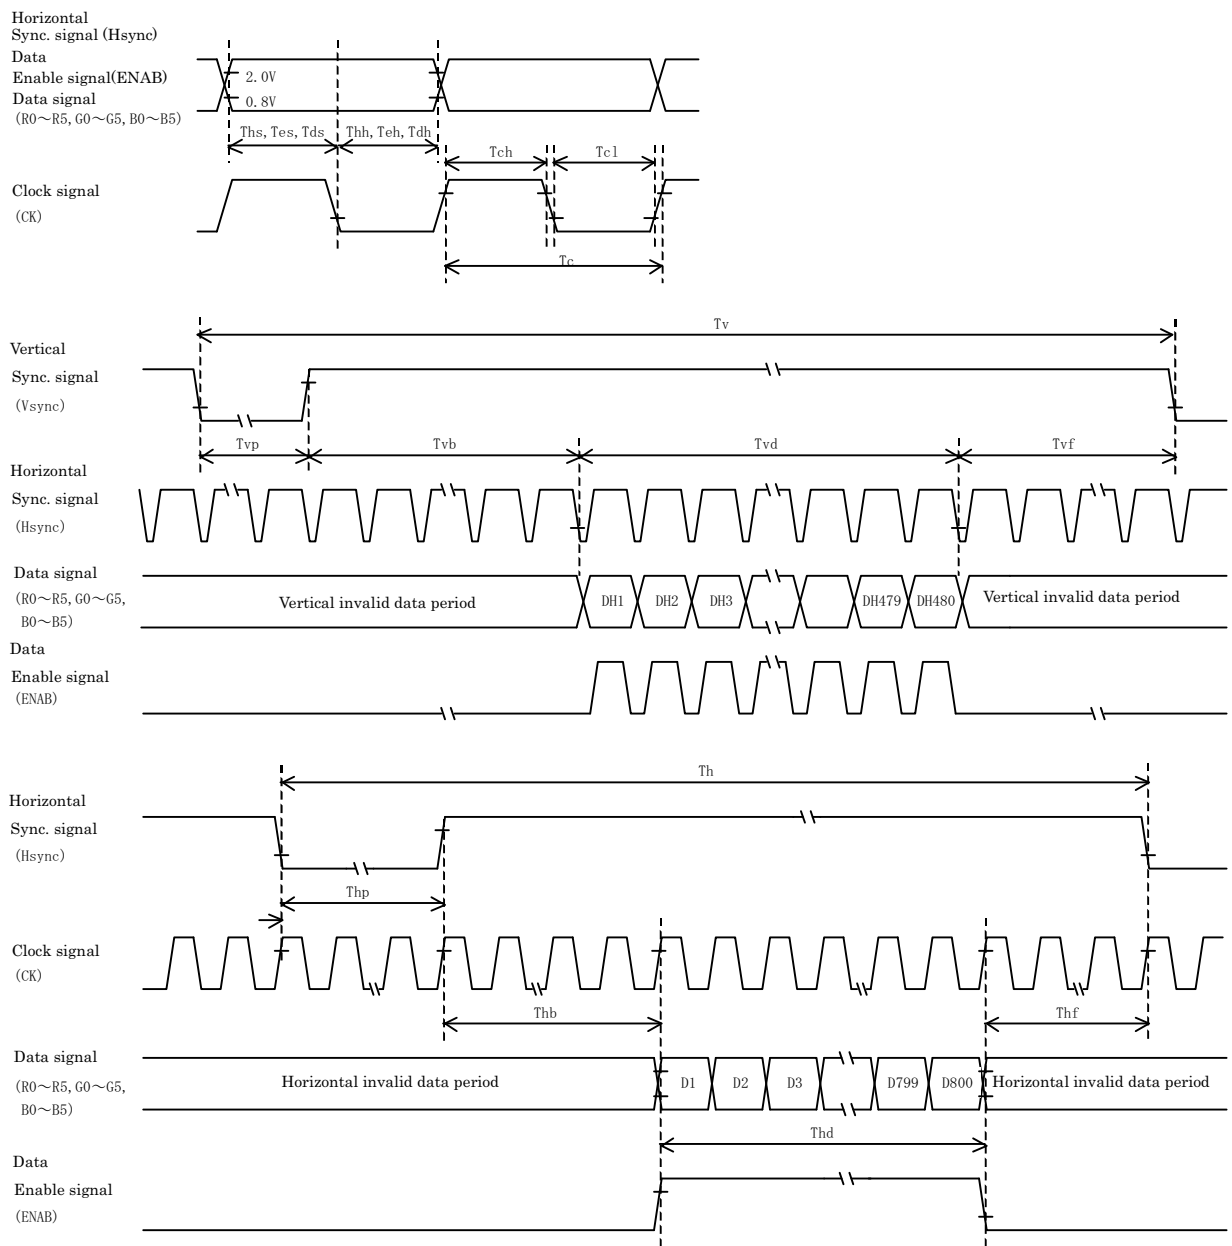 Horizontal
Sync. signal (Hsync)
Data
Enable signal(ENAB)
Data signal
(R0～R5, G0～G5, B0～B5)
2.0V
0.8V
Ths, Tes, Tds
Thh, Teh, Tdh
Tch
Tcl
Clock signal
(CK)
Tc
Tv
Vertical
Sync. signal
(Vsync)
Tvp
Tvb
Tvd
Tvf
Horizontal
Sync. signal
(Hsync)
Data signal
(R0～R5, G0～G5,
B0～B5)
Vertical invalid data period
DH1
DH2
DH3
DH479
DH480
Vertical invalid data period
Data
Enable signal
(ENAB)
Th
Horizontal
Sync. signal
(Hsync)
Thp
Clock signal
(CK)
Thb
Thf
Data signal
(R0～R5, G0～G5,
B0～B5)
Horizontal invalid data period
D1
D2
D3
D799
D800
Horizontal invalid data period
Thd
Data
Enable signal
(ENAB)